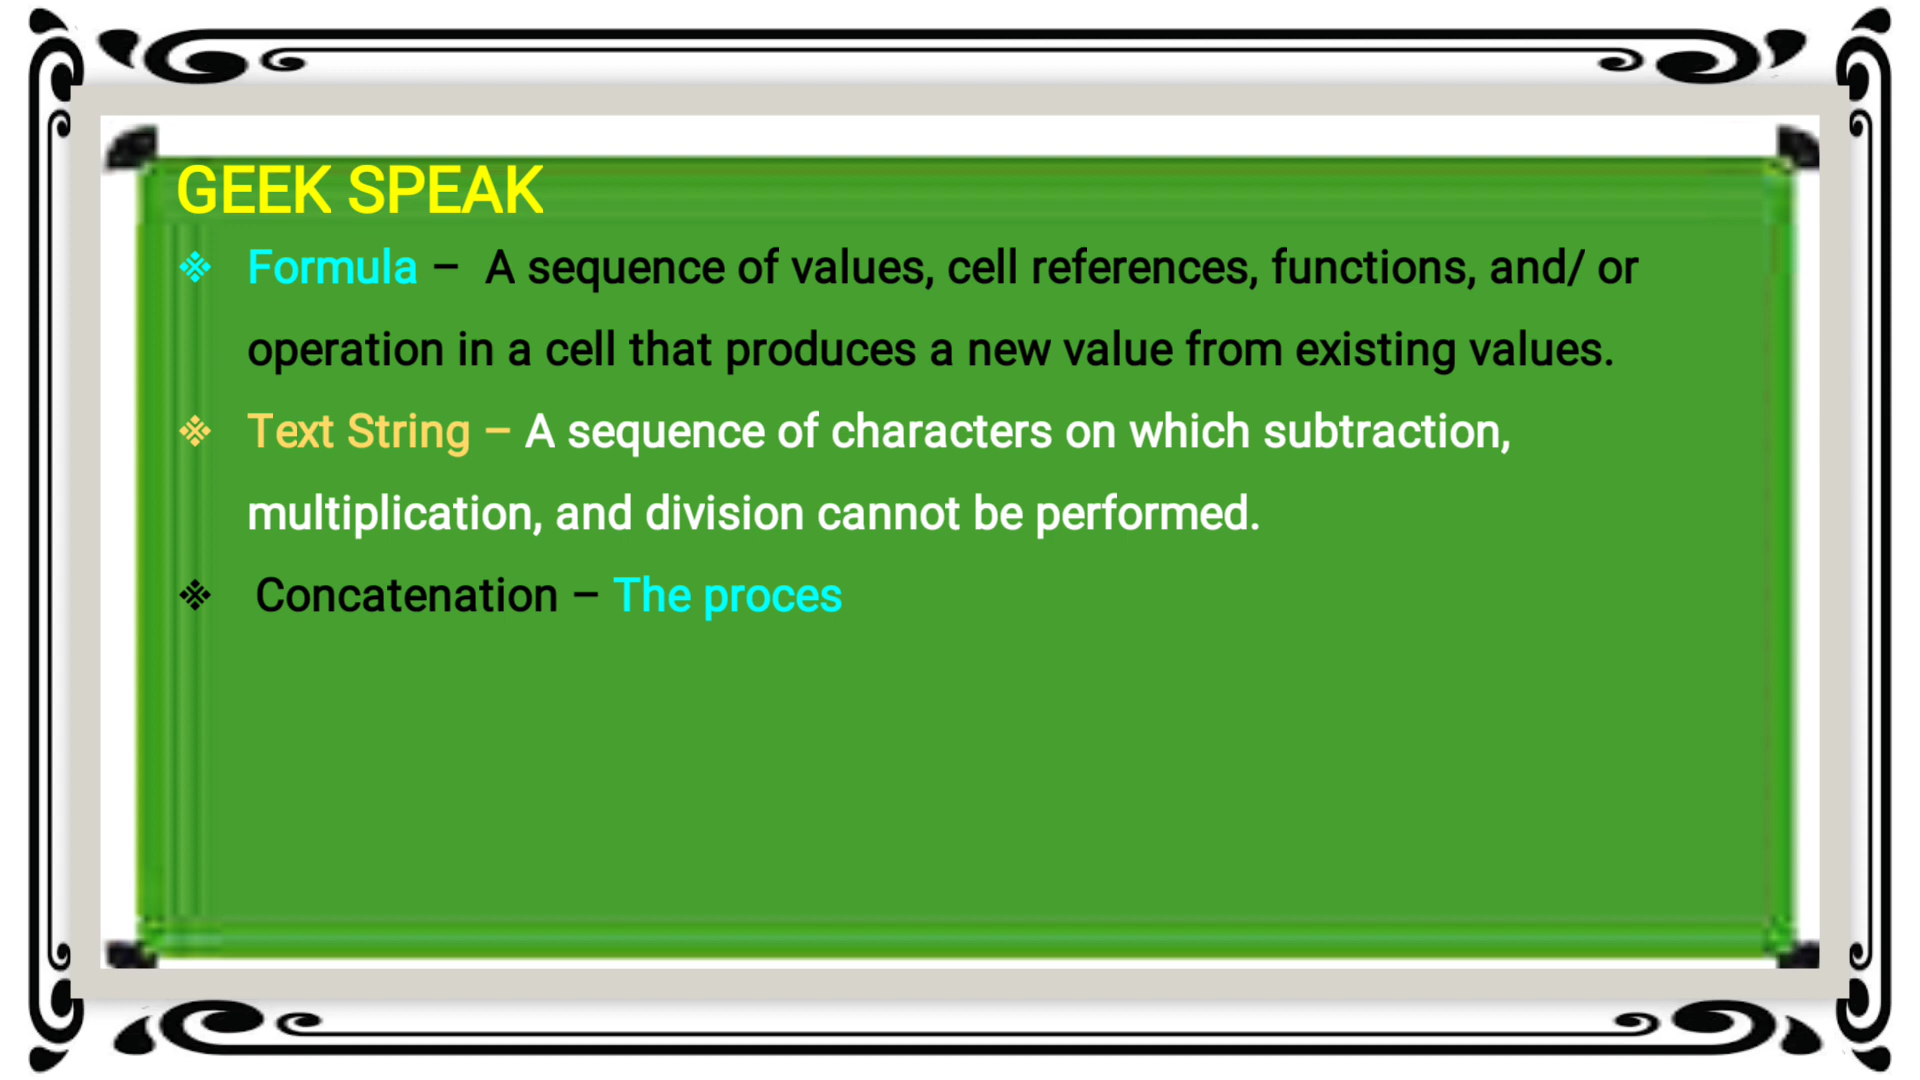 GEEK SPEAK
❖ Formula – A sequence of values, cell references, functions, and/ or
operation in a cell that produces a new value from existing values.
❖ Text String – A sequence of characters on which subtraction,
multiplication, and division cannot be performed.
❖ Concatenation – The proces